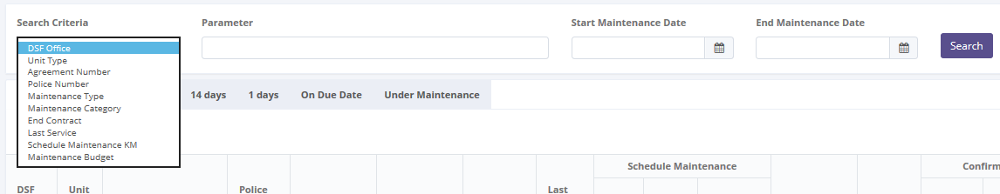 Search Criteria Parameter Start Maintenance Date End Maintenance Date
Search
DSF Office
Unit Type
Agreement Number
Police Number
Maintenance Type
Maintenance Category
End Contract
Last Service
Schedule Maintenance KM
Maintenance Budget
14 days 1 days On Due Date Under Maintenance
Schedule Maintenance Confirm
DSF Unit Police Last